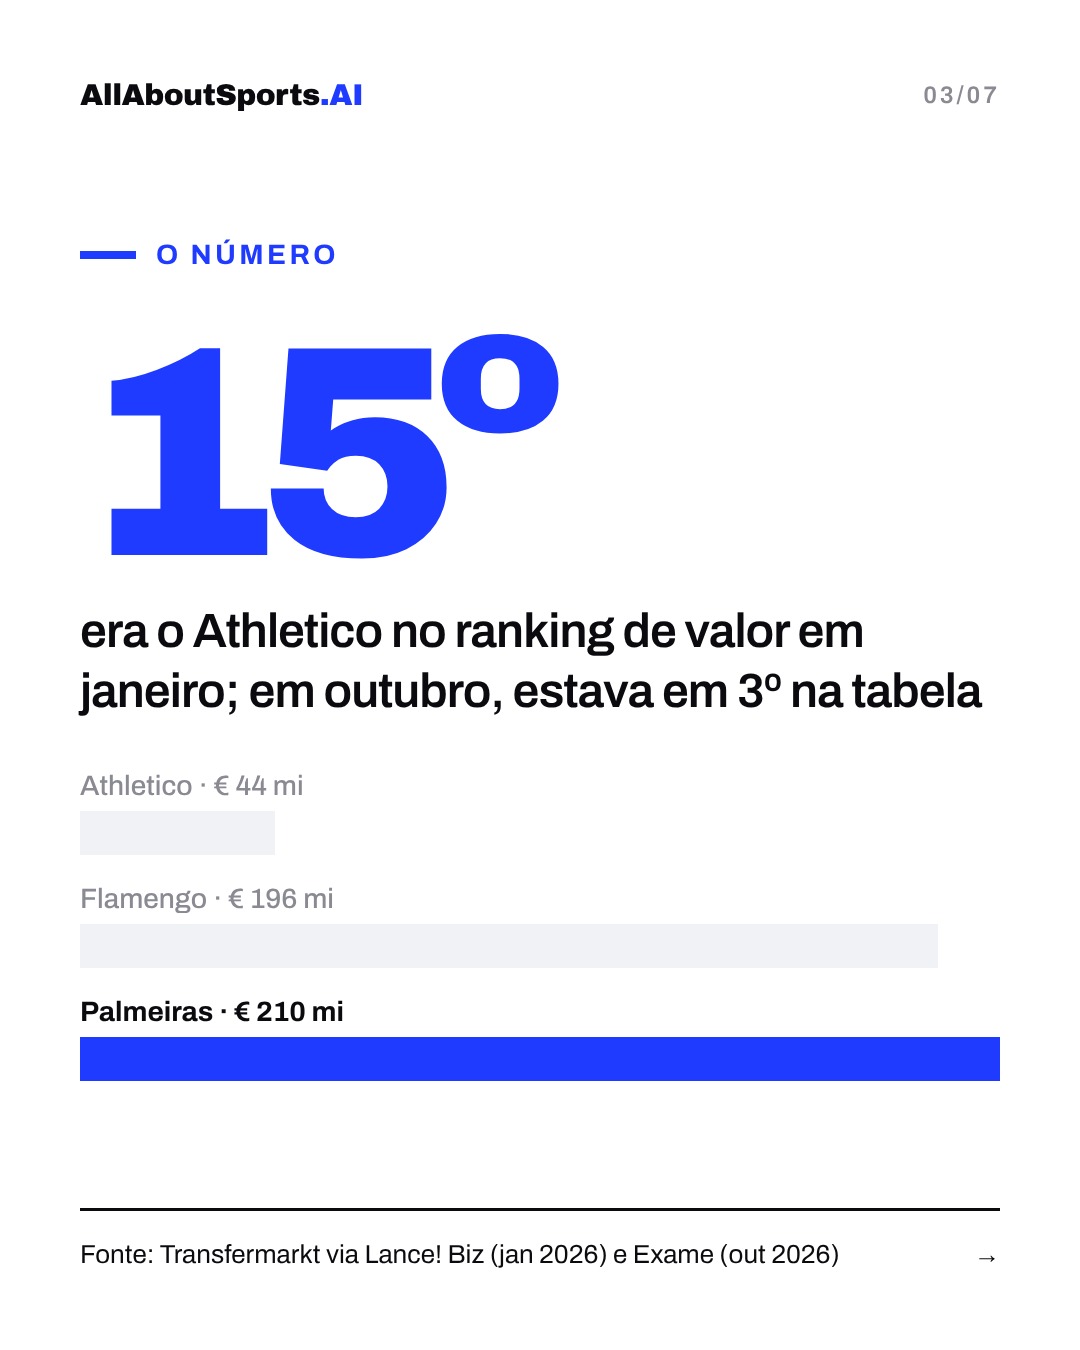 AllAboutSports.AI
03/07
O NÚMERO
15º
era o Athletico no ranking de valor em
janeiro; em outubro, estava em 3º na tabela
Athletico · € 44 mi
Flamengo · € 196 mi
Palmeiras · € 210 mi
Fonte: Transfermarkt via Lance! Biz (jan 2026) e Exame (out 2026) →